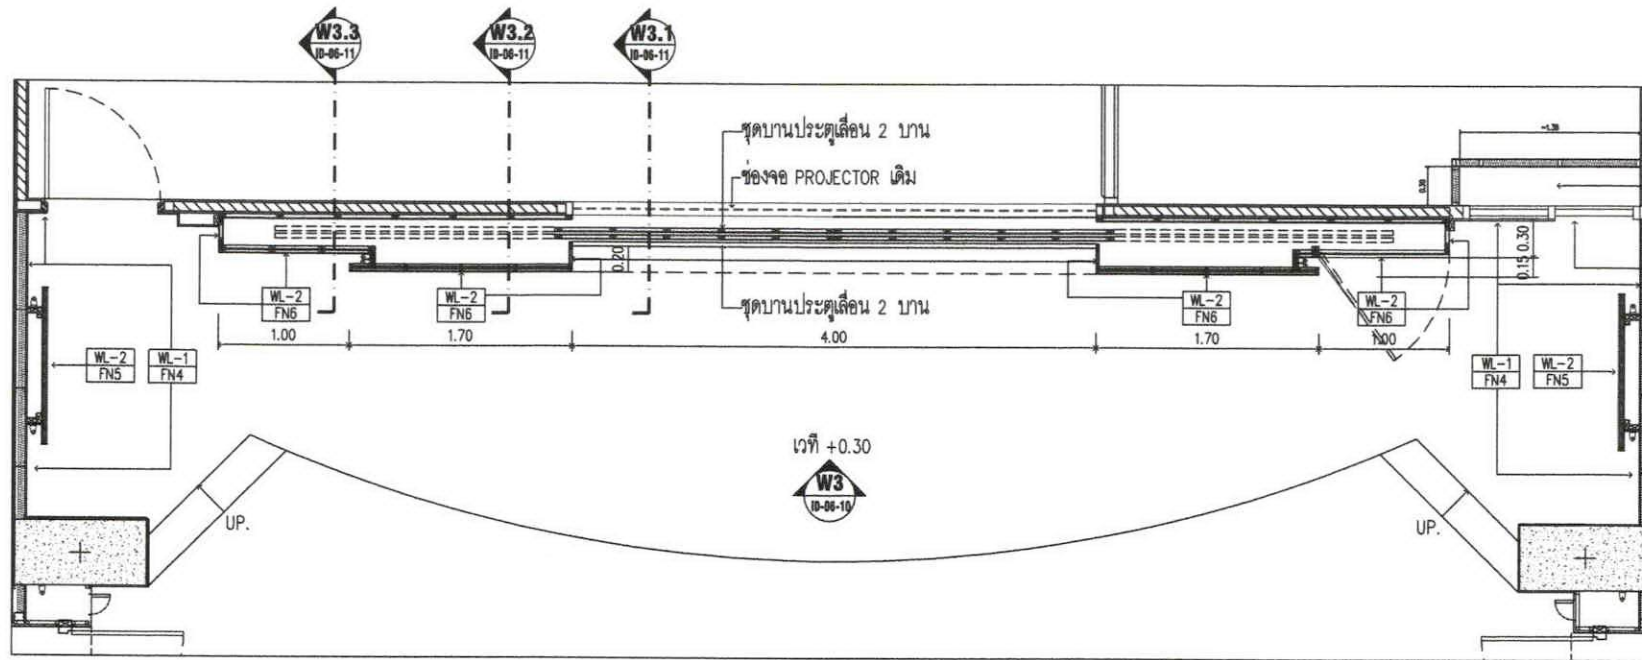 W3.3
ID-06-11
W3.2
ID-06-11
W3.1
ID-06-11
ชุดบานประตูเลื่อน 2 บาน
ช่องจอ PROJECTOR เดิม
0.30
0.20
0.15 0.30
ชุดบานประตูเลื่อน 2 บาน
WL-2
FN6
WL-2
FN6
WL-2
FN6
WL-2
FN6
1.00
1.70
4.00
1.70
1.00
WL-2
FN5
WL-1
FN4
WL-1
FN4
WL-2
FN5
เวที +0.30
W3
ID-06-10
UP.
UP.